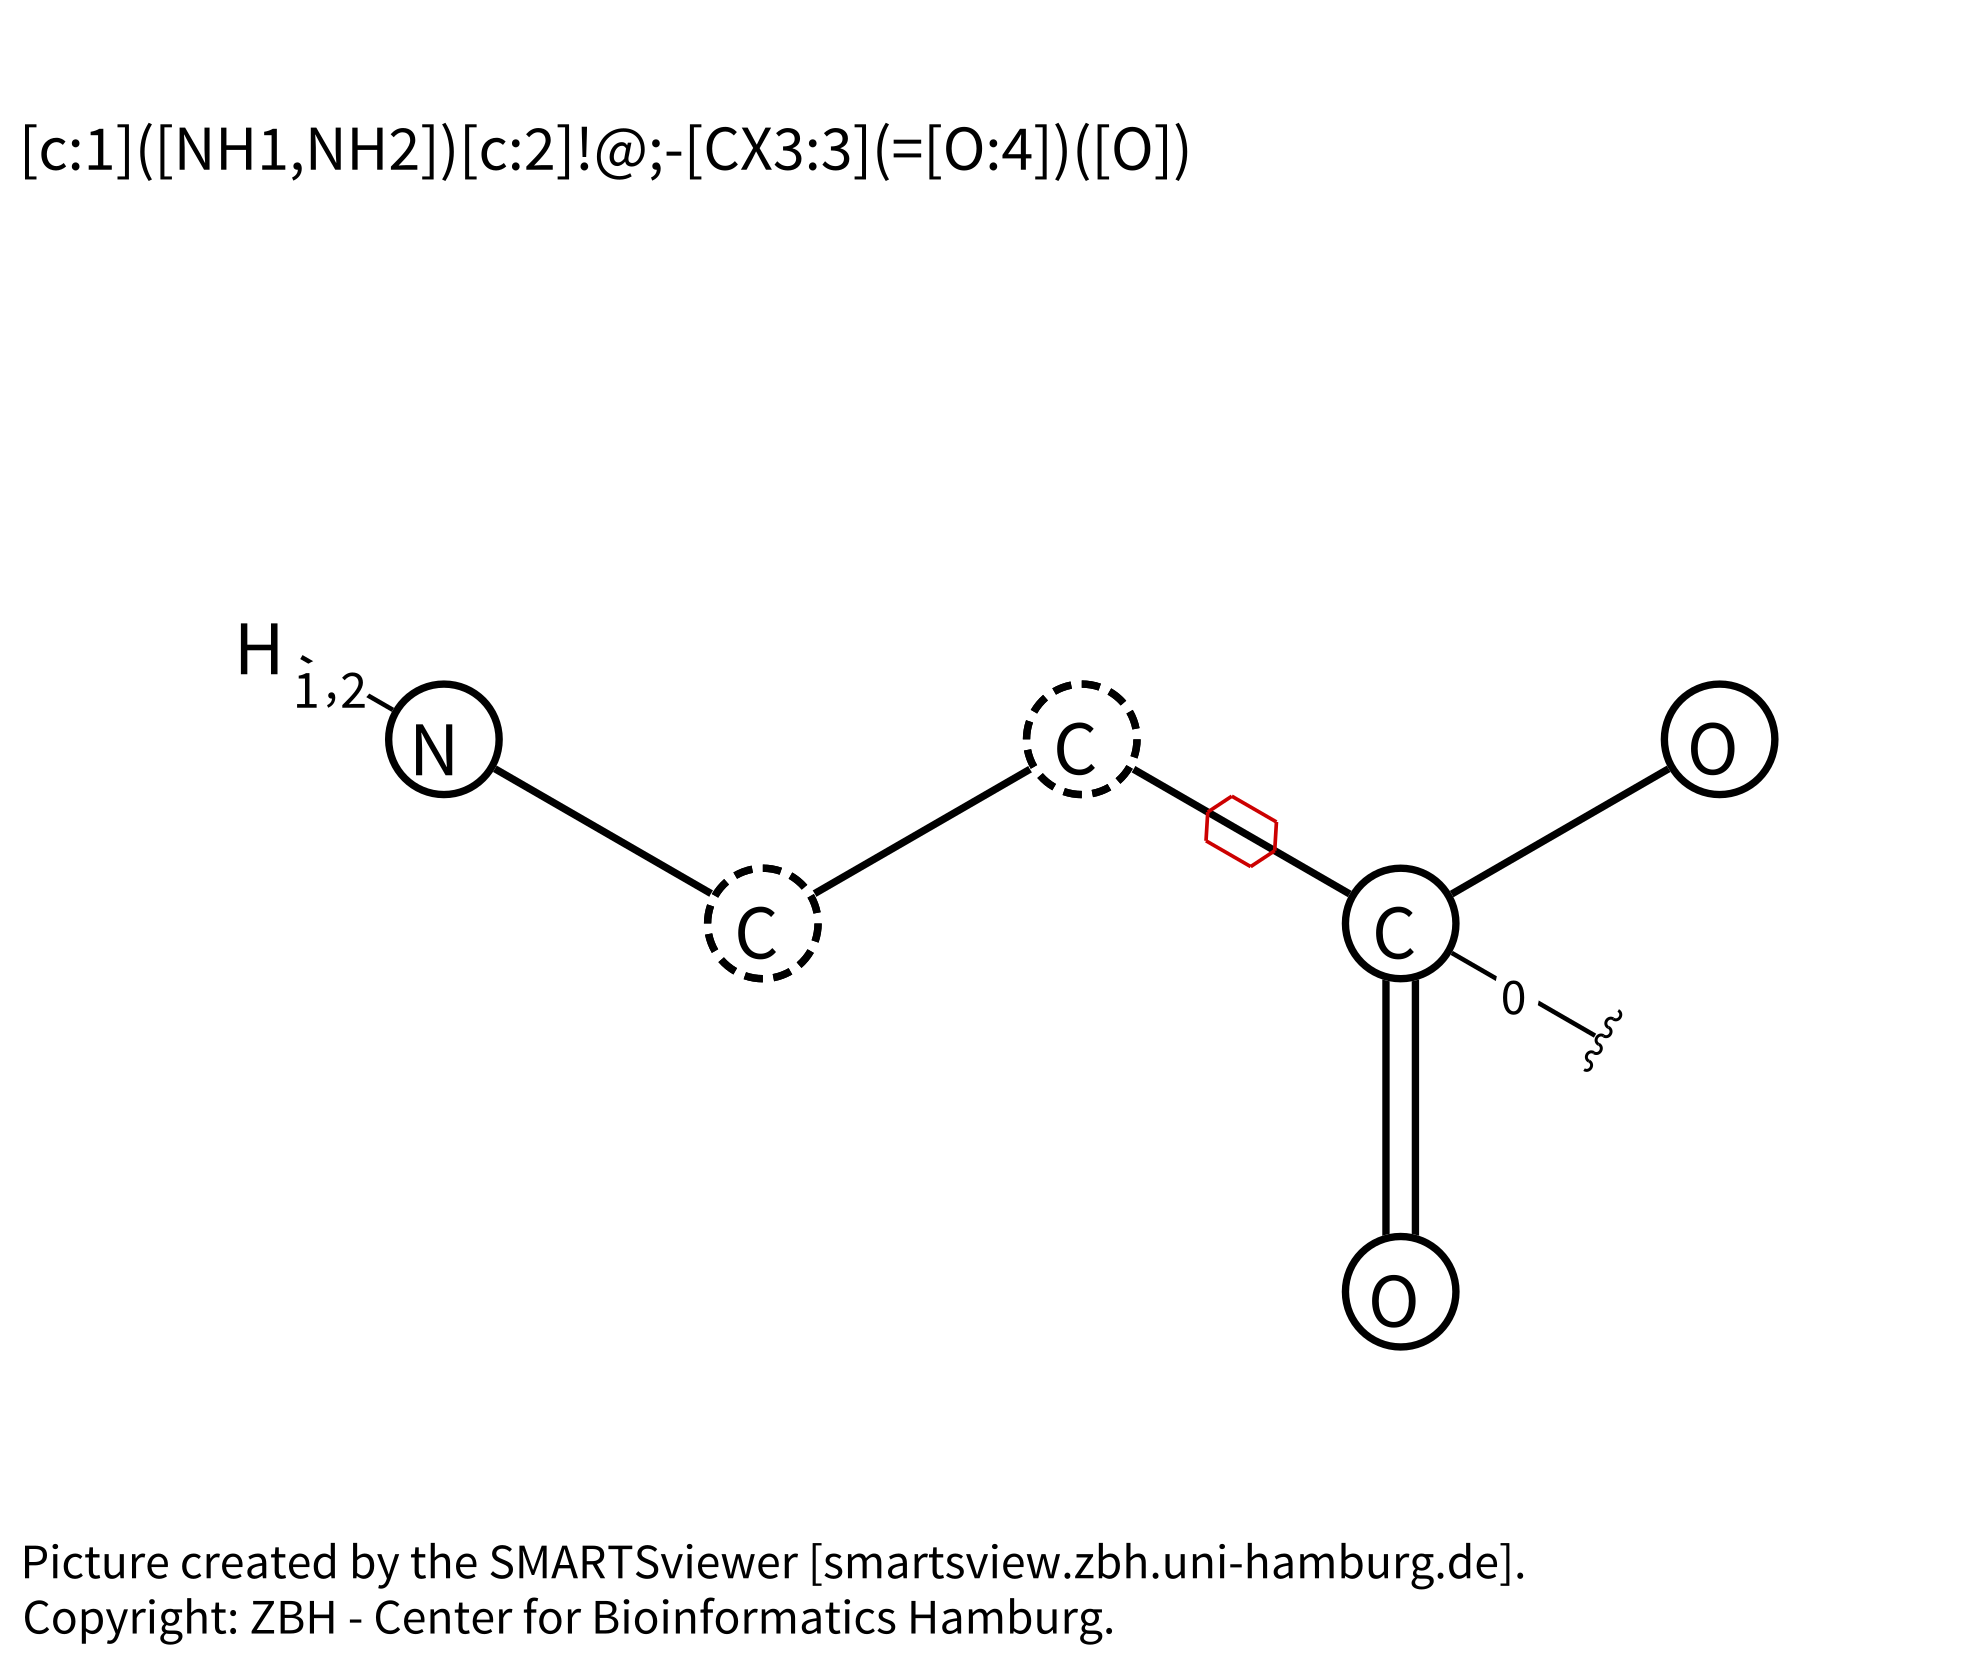 [c:1]([NH1,NH2])[c:2]!@;-[CX3:3](=[O:4])([O])
H
1,2
N
C
C
O
C
0
O
Picture created by the SMARTSviewer [smartsview.zbh.uni-hamburg.de].
Copyright: ZBH - Center for Bioinformatics Hamburg.